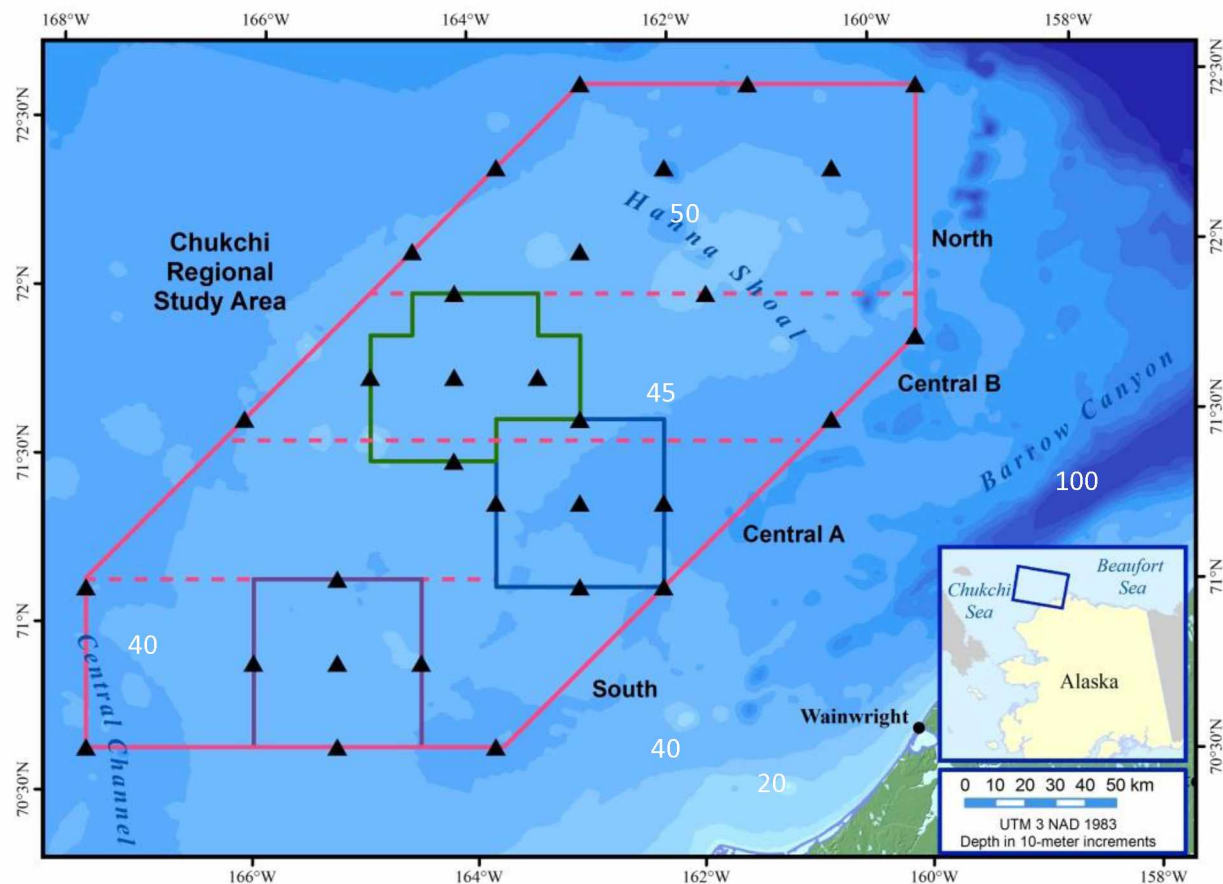 168°W 166°W 164°W 162°W 160°W 158°W
72°30'N
72°30'N
Hanna Shoal
50
North
Chukchi
Regional
Study Area
72°N
72°N
Central B
45
71°30'N
71°30'N
Barrow Canyon
100
Central A
71°N
71°N
Central Channel
40
South
Wainwright
40
20
70°30'N
70°30'N
Chukchi
Sea
Beaufort
Sea
Alaska
0 10 20 30 40 50 km
UTM 3 NAD 1983
Depth in 10-meter increments
166°W 164°W 162°W 160°W 158°W